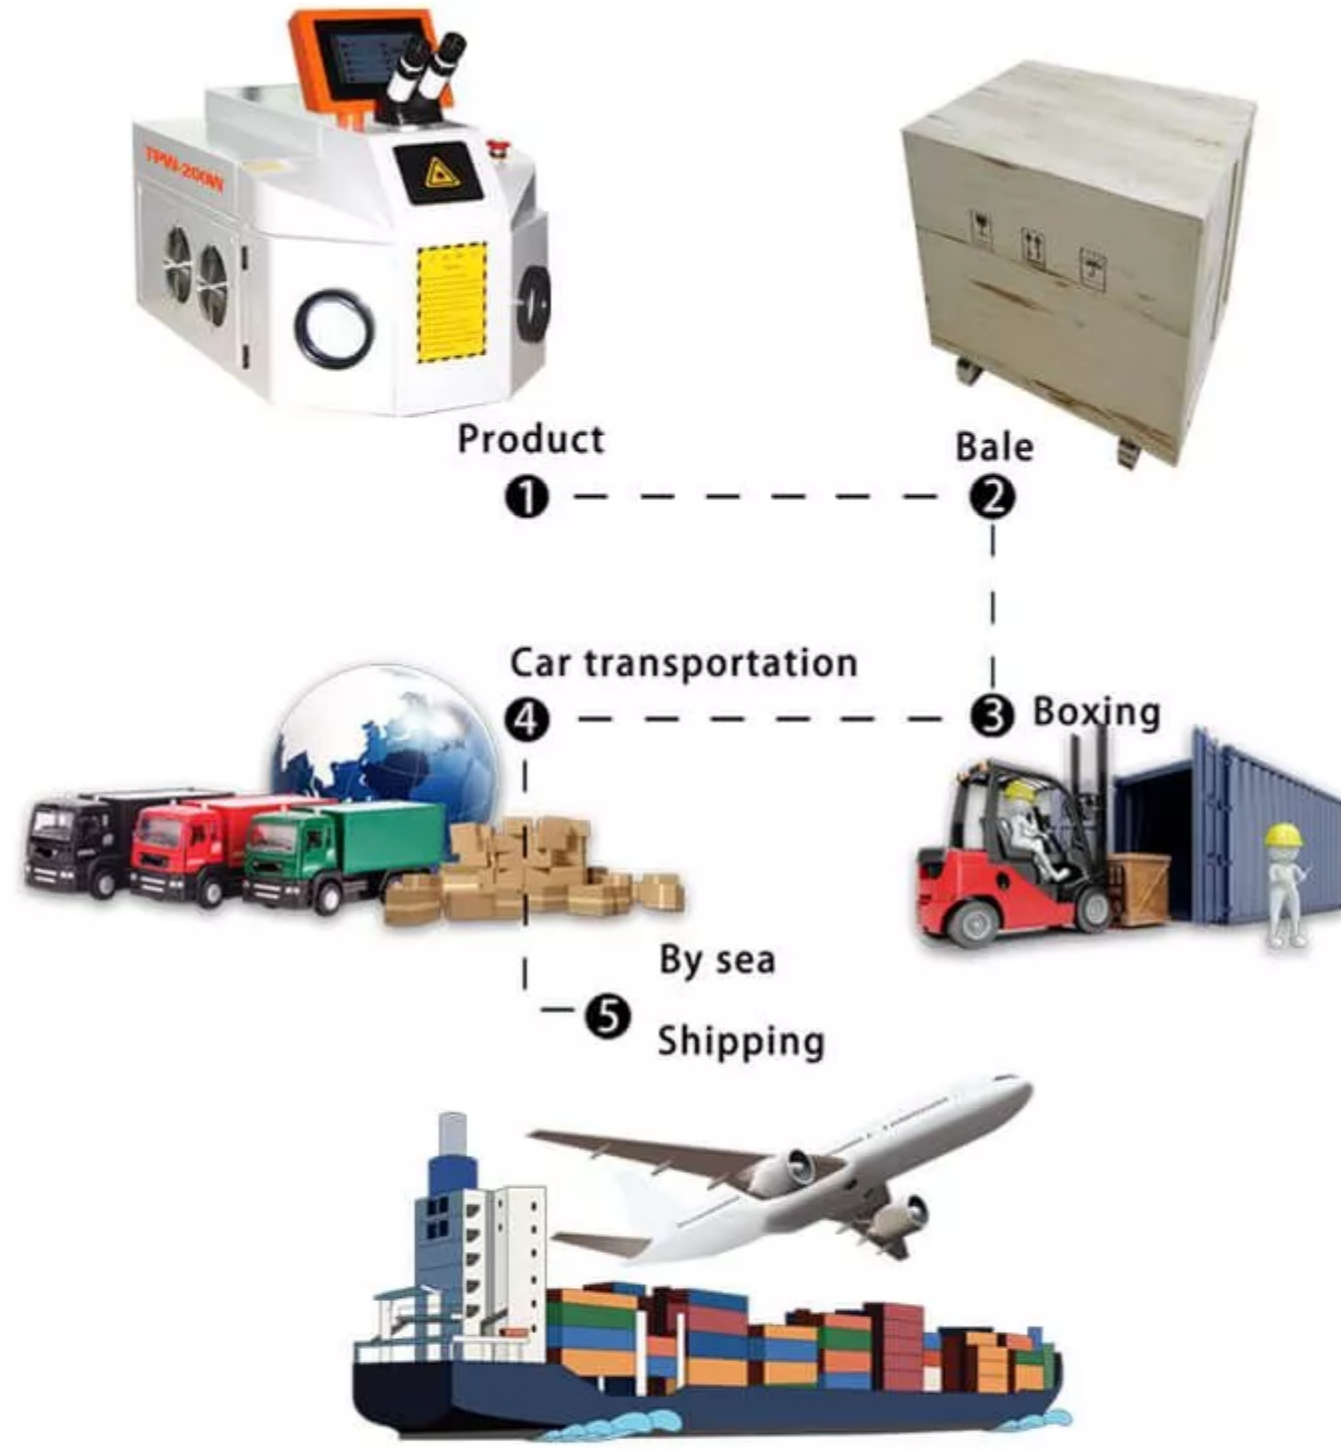 TPW-200W
Product
Bale
1
2
Car transportation
4
3 Boxing
By sea
5
Shipping